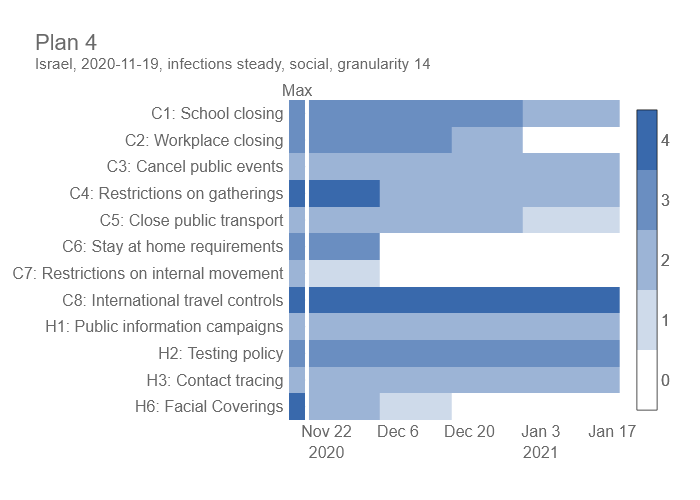 Plan 4
Israel, 2020-11-19, infections steady, social, granularity 14
Max
C1: School closing
C2: Workplace closing
C3: Cancel public events
C4: Restrictions on gatherings
C5: Close public transport
C6: Stay at home requirements
C7: Restrictions on internal movement
C8: International travel controls
H1: Public information campaigns
H2: Testing policy
H3: Contact tracing
H6: Facial Coverings
4
3
2
1
0
Nov 22 Dec 6 Dec 20 Jan 3 Jan 17
2020 2021